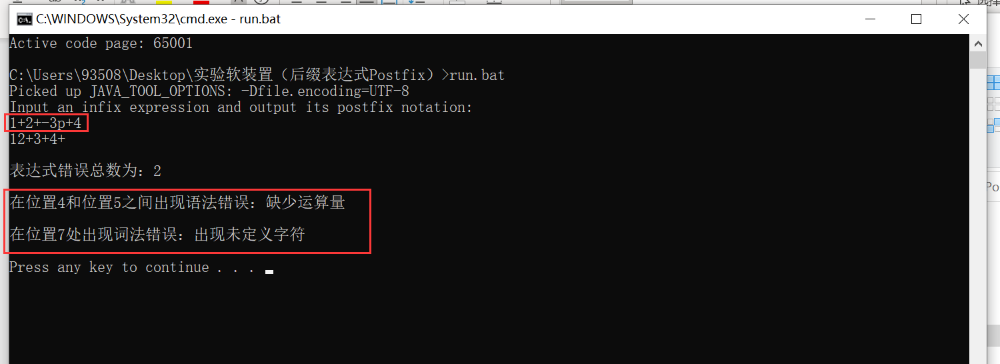 C:\WINDOWS\System32\cmd.exe - run.bat
Active code page: 65001
C:\Users\93508\Desktop\实验软装置（后缀表达式Postfix）>run.bat
Picked up JAVA_TOOL_OPTIONS: -Dfile.encoding=UTF-8
Input an infix expression and output its postfix notation:
1+2+-3p+4
12+3+4+
表达式错误总数为：2
在位置4和位置5之间出现语法错误：缺少运算量
在位置7处出现词法错误：出现未定义字符
Press any key to continue . . .
Po